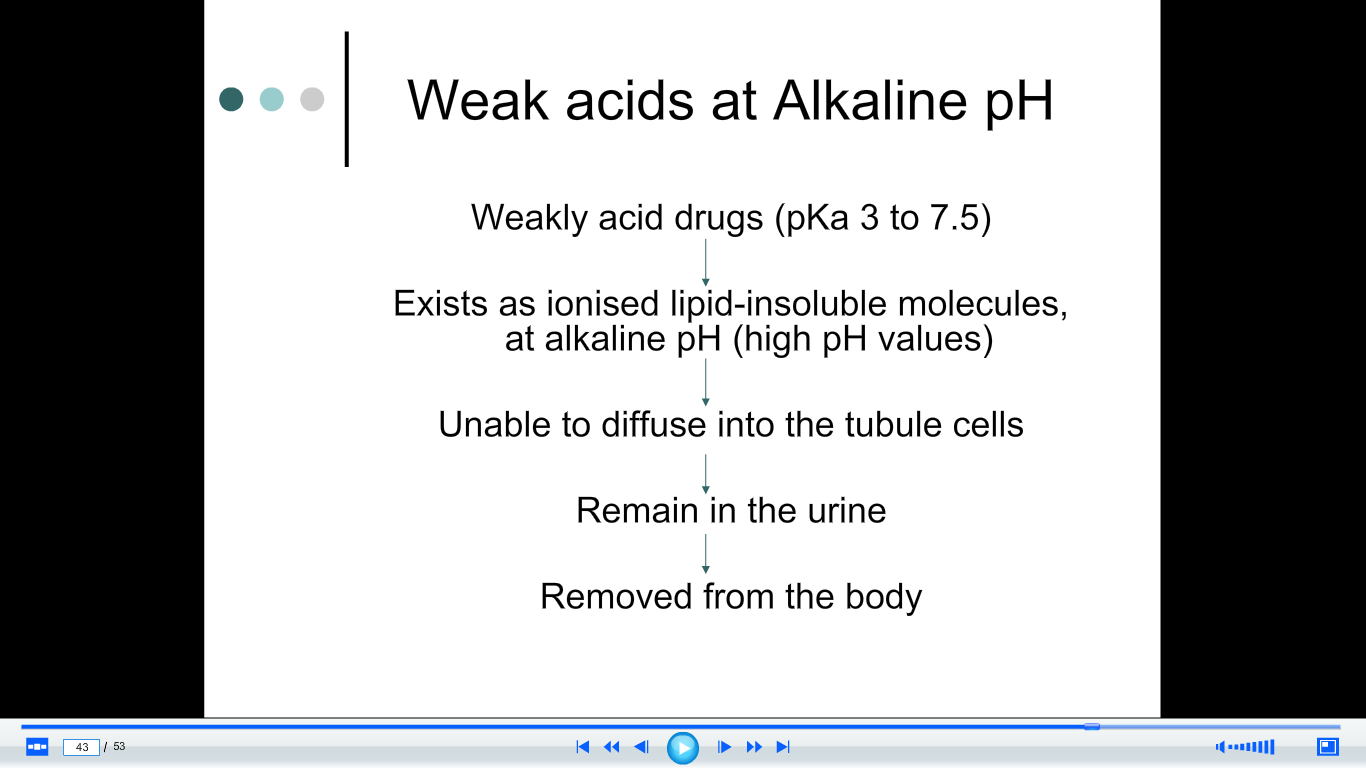 Weak acids at Alkaline pH
Weakly acid drugs (pKa 3 to 7.5)
Exists as ionised lipid-insoluble molecules,
at alkaline pH (high pH values)
Unable to diffuse into the tubule cells
Remain in the urine
Removed from the body
43 / 53